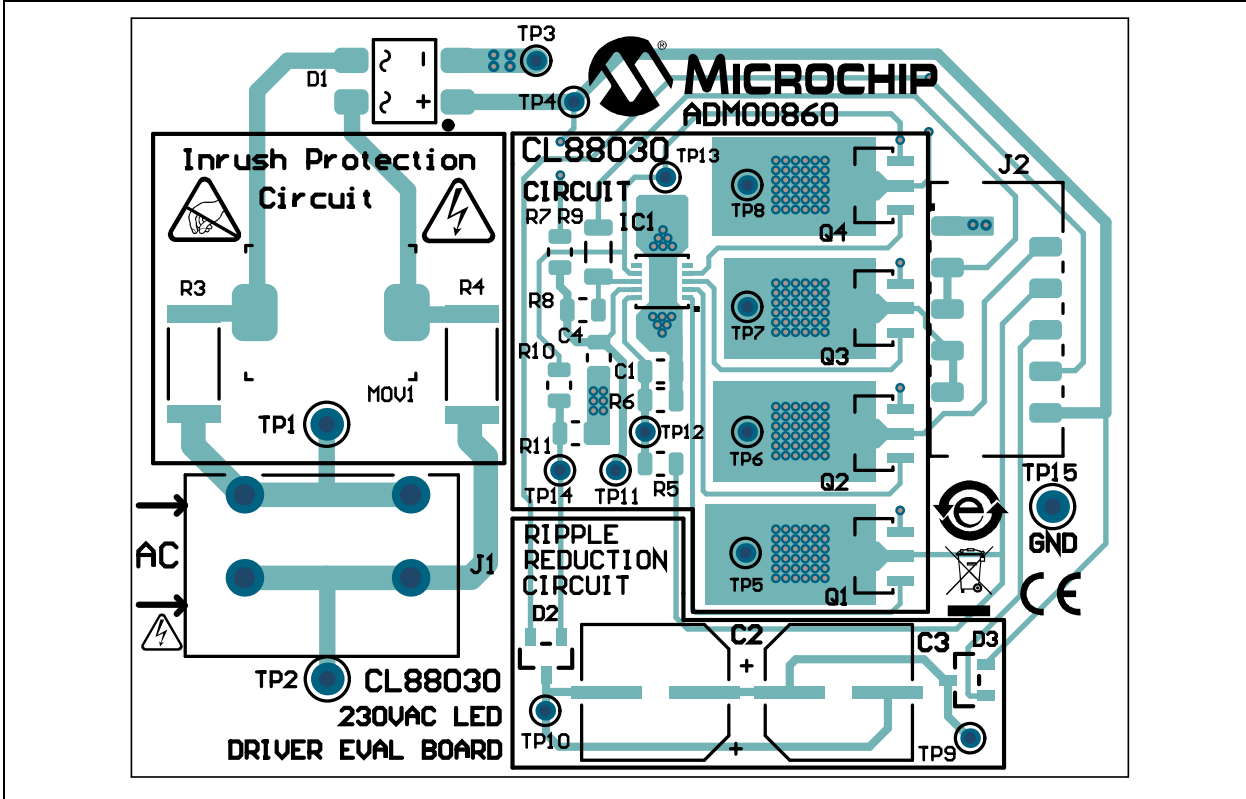 TP3
D1
MICROCHIP
®
TP4
ADM00860
Inrush Protection
Circuit
CL88030
CIRCUIT
TP13
J2
R7 R9
IC1
TP8
Q4
R3
R4
R8
C4
TP7
Q3
R10
C1
R6
MOV1
TP1
R11
TP12
TP6
TP14
TP11
R5
Q2
TP15
GND
e
AC
J1
RIPPLE
REDUCTION
CIRCUIT
TP5
Q1
CE
D2
C2
C3
D3
+
TP2
CL88030
230VAC LED
DRIVER EVAL BOARD
TP10
+
TP9
− +